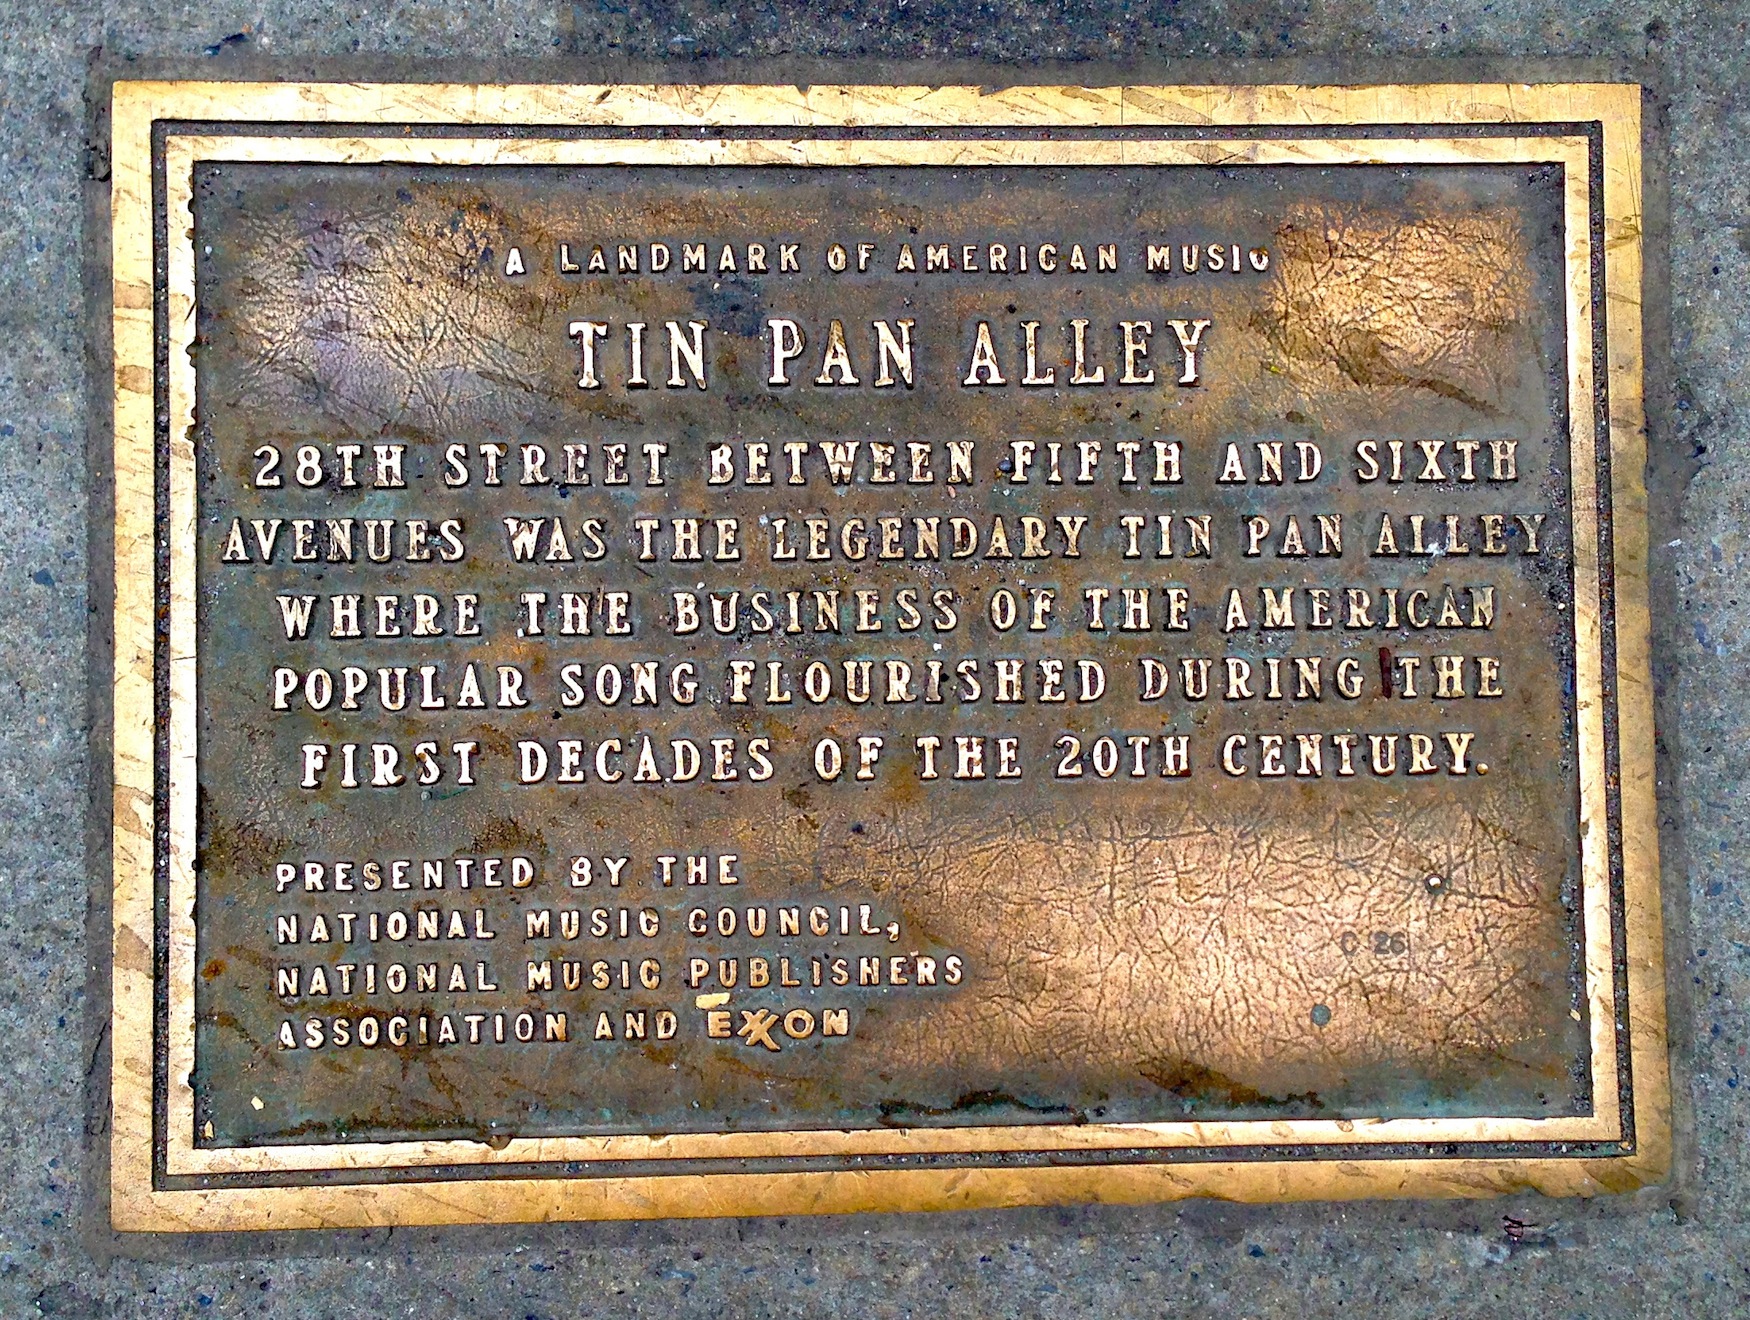 A LANDMARK OF AMERICAN MUSIC
TIN PAN ALLEY
28TH STREET BETWEEN FIFTH AND SIXTH
AVENUES WAS THE LEGENDARY TIN PAN ALLEY
WHERE THE BUSINESS OF THE AMERICAN
POPULAR SONG FLOURISHED DURING THE
FIRST DECADES OF THE 20TH CENTURY.
PRESENTED BY THE
NATIONAL MUSIC COUNCIL,
NATIONAL MUSIC PUBLISHERS
ASSOCIATION AND EXXON
C 26